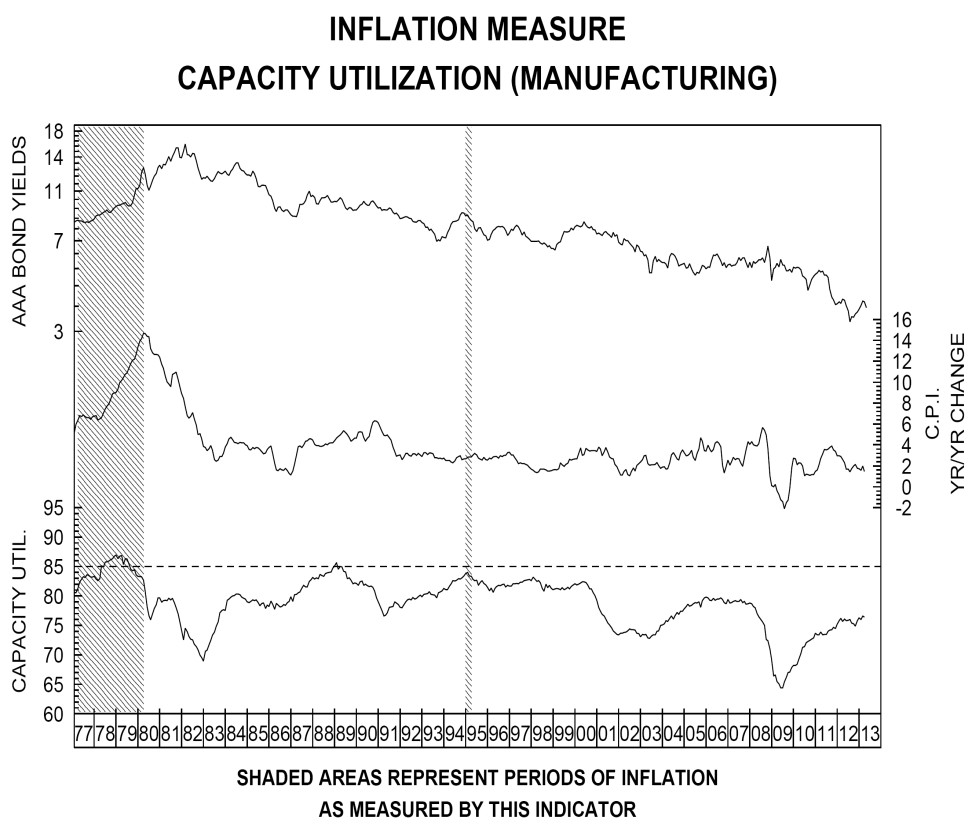 INFLATION MEASURE
CAPACITY UTILIZATION (MANUFACTURING)
AAA BOND YIELDS
18
14
11
7
3
16
14
12
10
8
6
4
2
0
-2
C.P.I.
YR/YR CHANGE
CAPACITY UTIL.
95
90
85
80
75
70
65
60
77 78 79 80 81 82 83 84 85 86 87 88 89 90 91 92 93 94 95 96 97 98 99 00 01 02 03 04 05 06 07 08 09 10 11 12 13
SHADED AREAS REPRESENT PERIODS OF INFLATION
AS MEASURED BY THIS INDICATOR